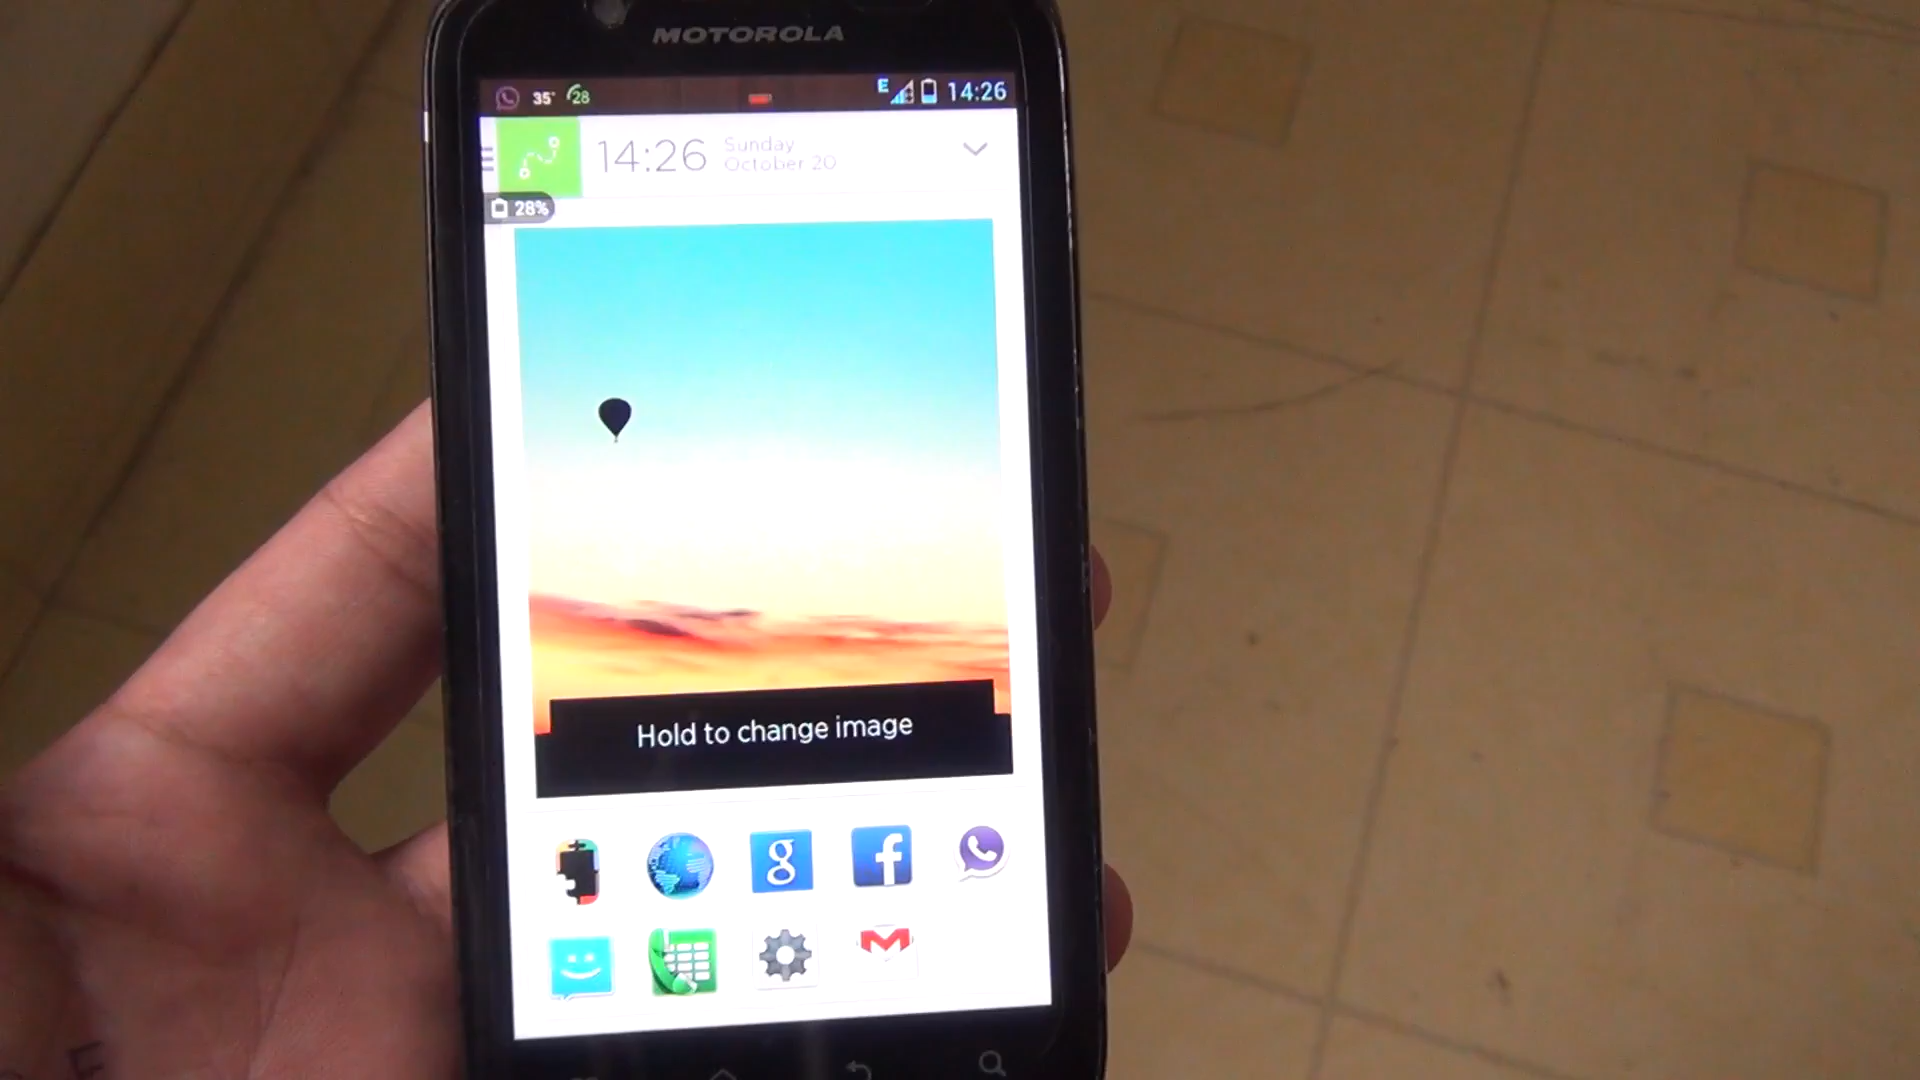 MOTOROLA
35° 28 E 14:26
14:26
Sunday
October 20
28%
Hold to change image
g
f